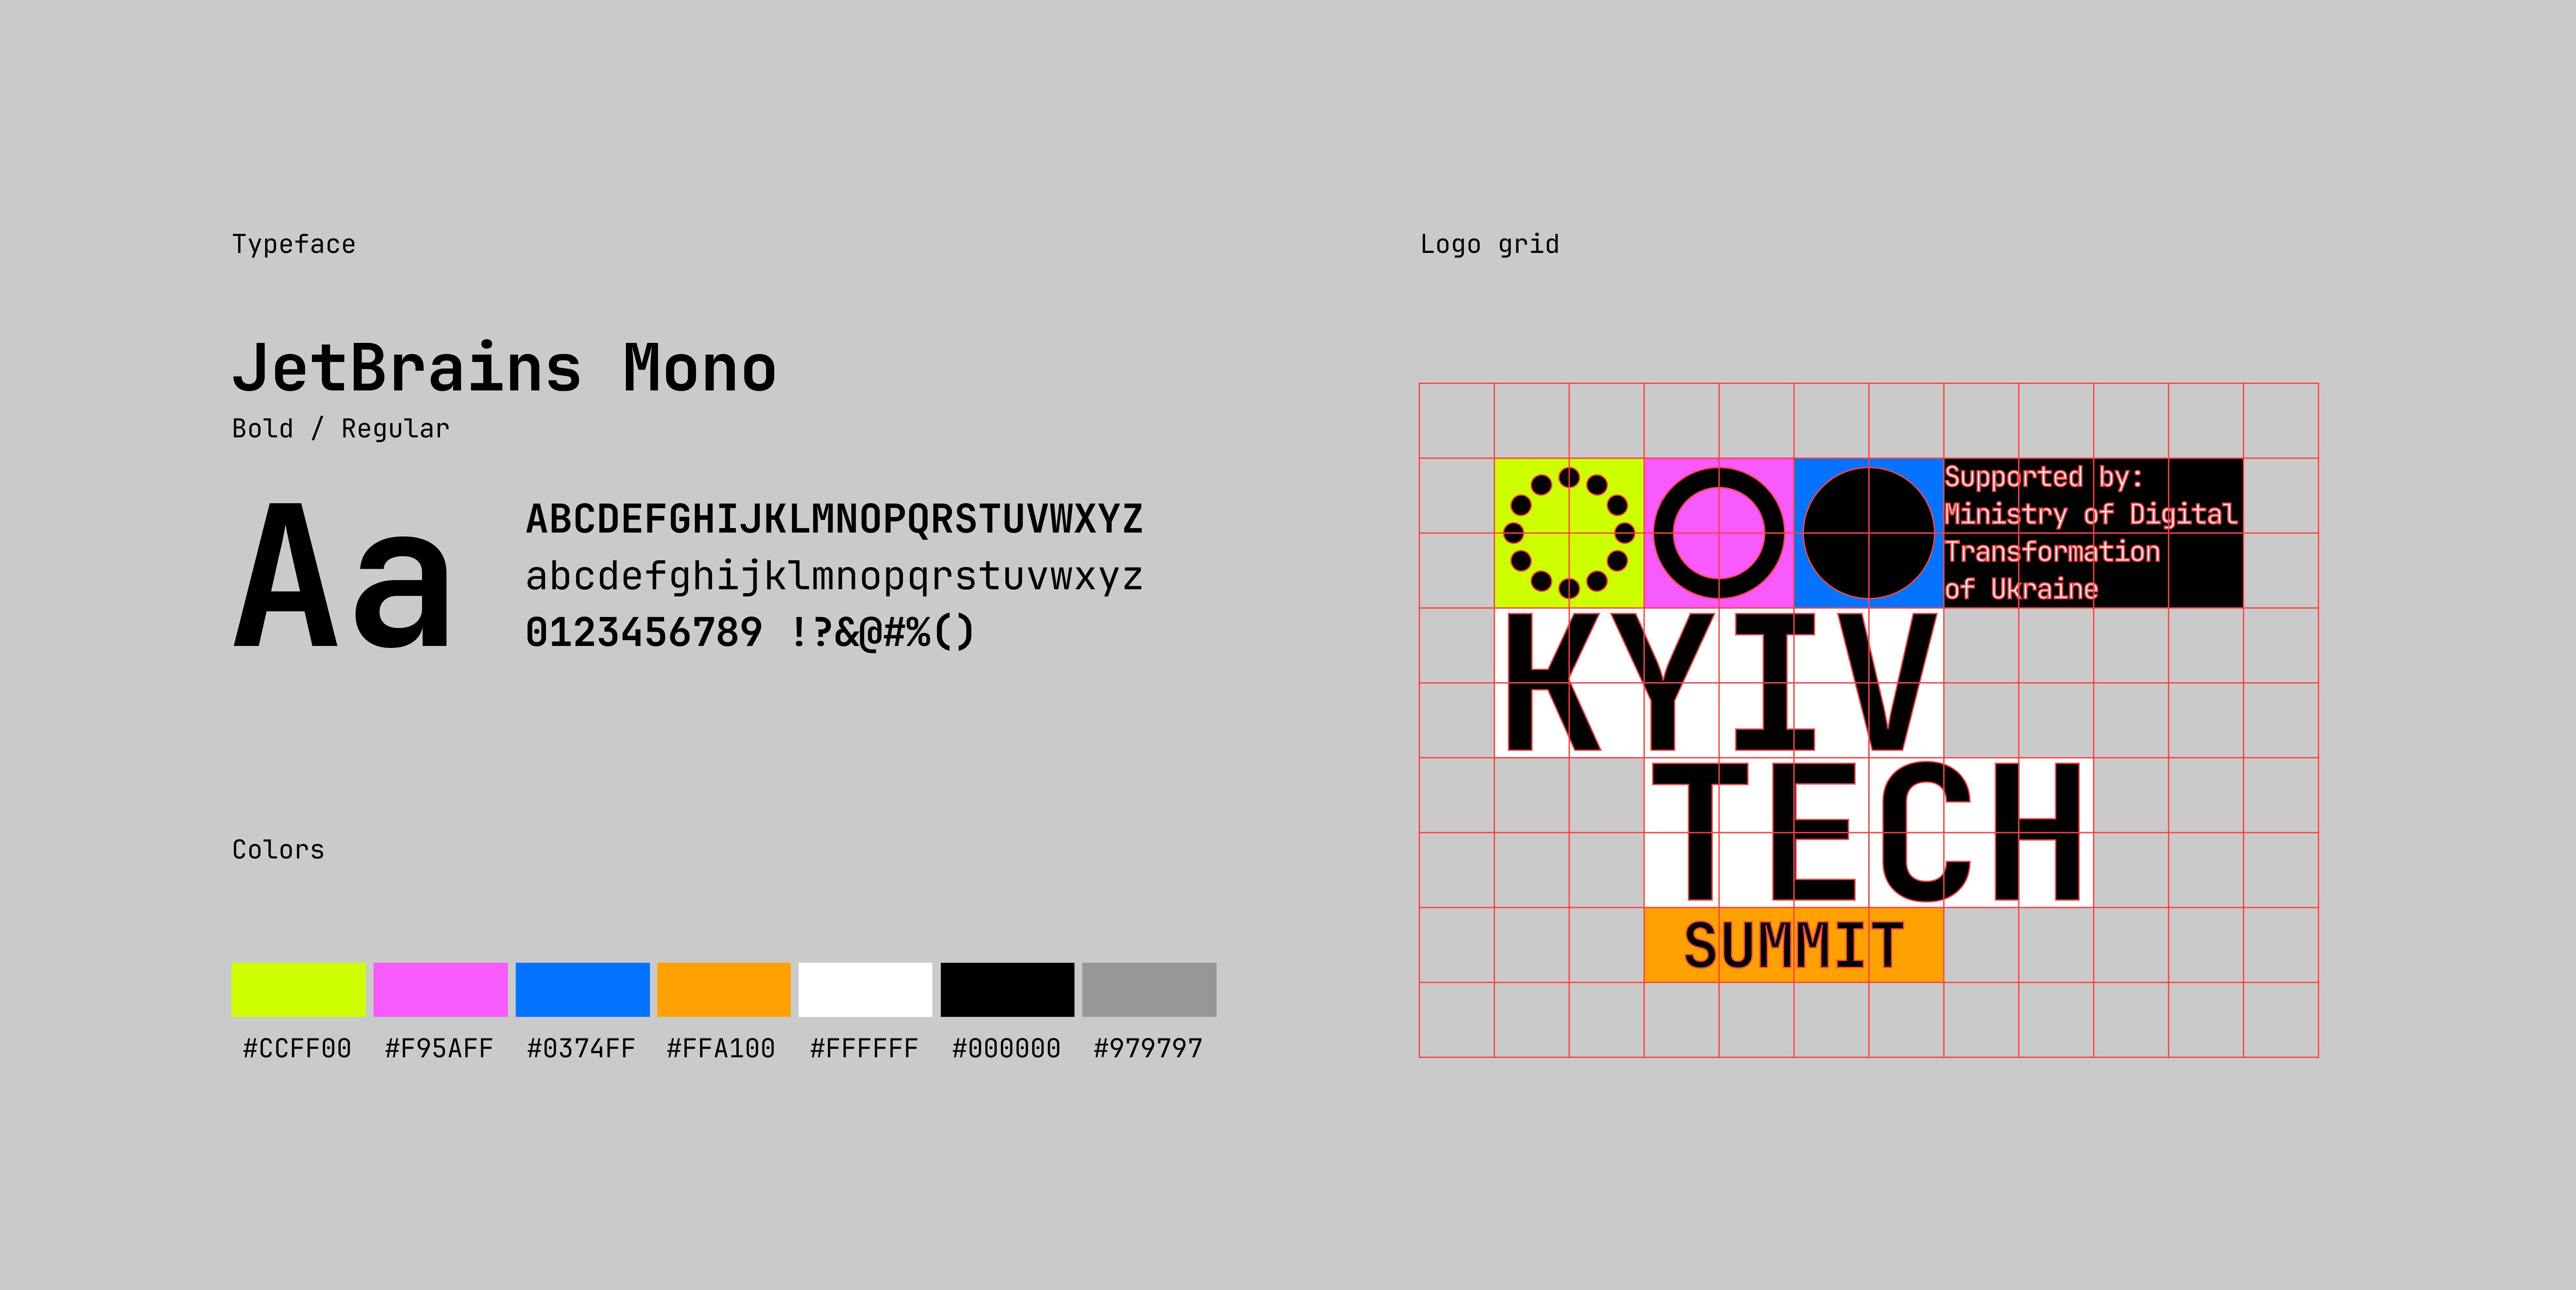 Typeface
JetBrains Mono
Bold / Regular
Aa
ABCDEFGHIJKLMNOPQRSTUVWXYZ
abcdefghijklmnopqrstuvwxyz
0123456789 !?&@#%()
Colors
#CCFF00 #F95AFF #0374FF #FFA100 #FFFFFF #000000 #979797
Logo grid
Supported by:
Ministry of Digital
Transformation
of Ukraine
KYIV
TECH
SUMMIT